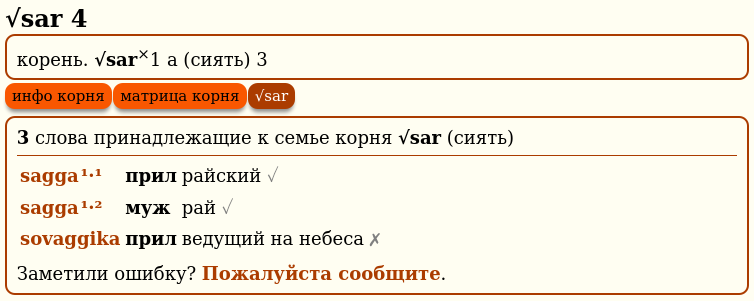 √sar 4
корень. √sar×1 a (сиять) 3
инфо корня матрица корня √sar
3 слова принадлежащие к семье корня √sar (сиять)
sagga¹·¹ прил райский √
sagga¹·² муж рай √
sovaggika прил ведущий на небеса ✗
Заметили ошибку? Пожалуйста сообщите.